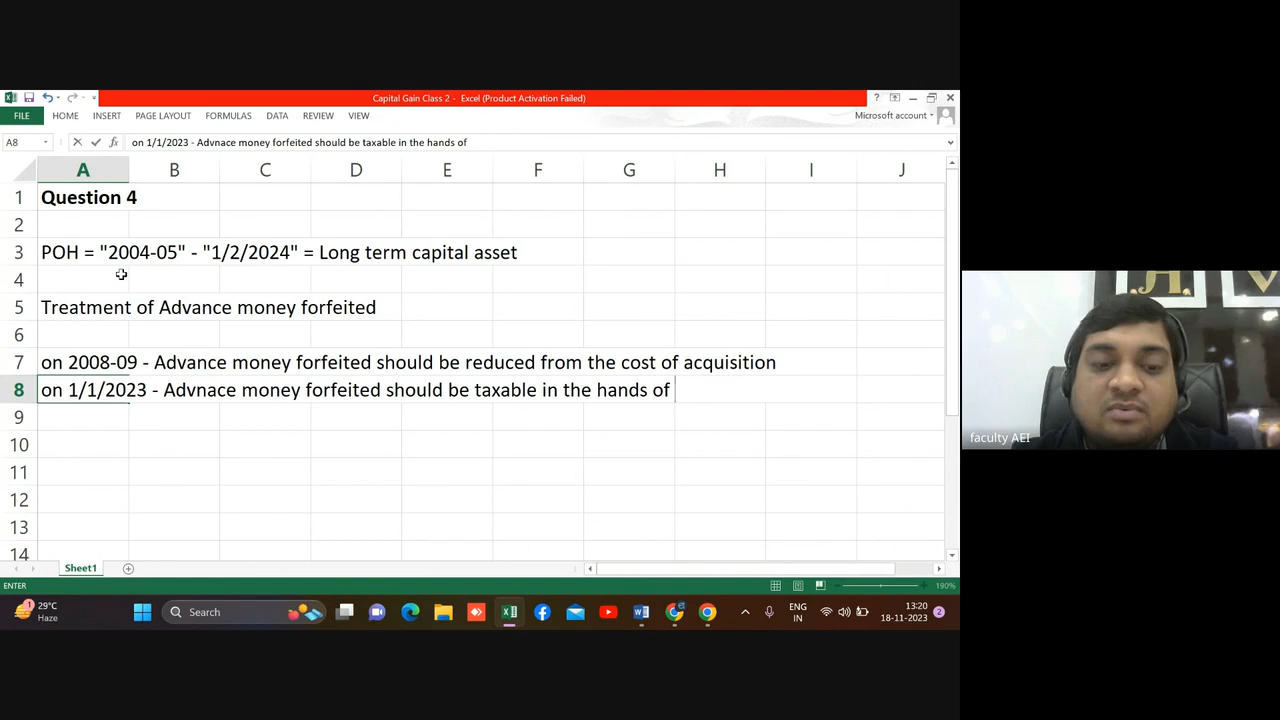 Capital Gain Class 2 - Excel (Product Activation Failed)
FILE HOME INSERT PAGE LAYOUT FORMULAS DATA REVIEW VIEW Microsoft account
A8 fx on 1/1/2023 - Advnace money forfeited should be taxable in the hands of
A B C D E F G H I J
1 Question 4
2
3 POH = "2004-05" - "1/2/2024" = Long term capital asset
4
5 Treatment of Advance money forfeited
6
7 on 2008-09 - Advance money forfeited should be reduced from the cost of acquisition
8 on 1/1/2023 - Advnace money forfeited should be taxable in the hands of
9
10
11
12
13
14
faculty AEI
Sheet1
ENTER 190%
29°C
Haze
Search
ENG
IN
13:20
18-11-2023
2
1
A V